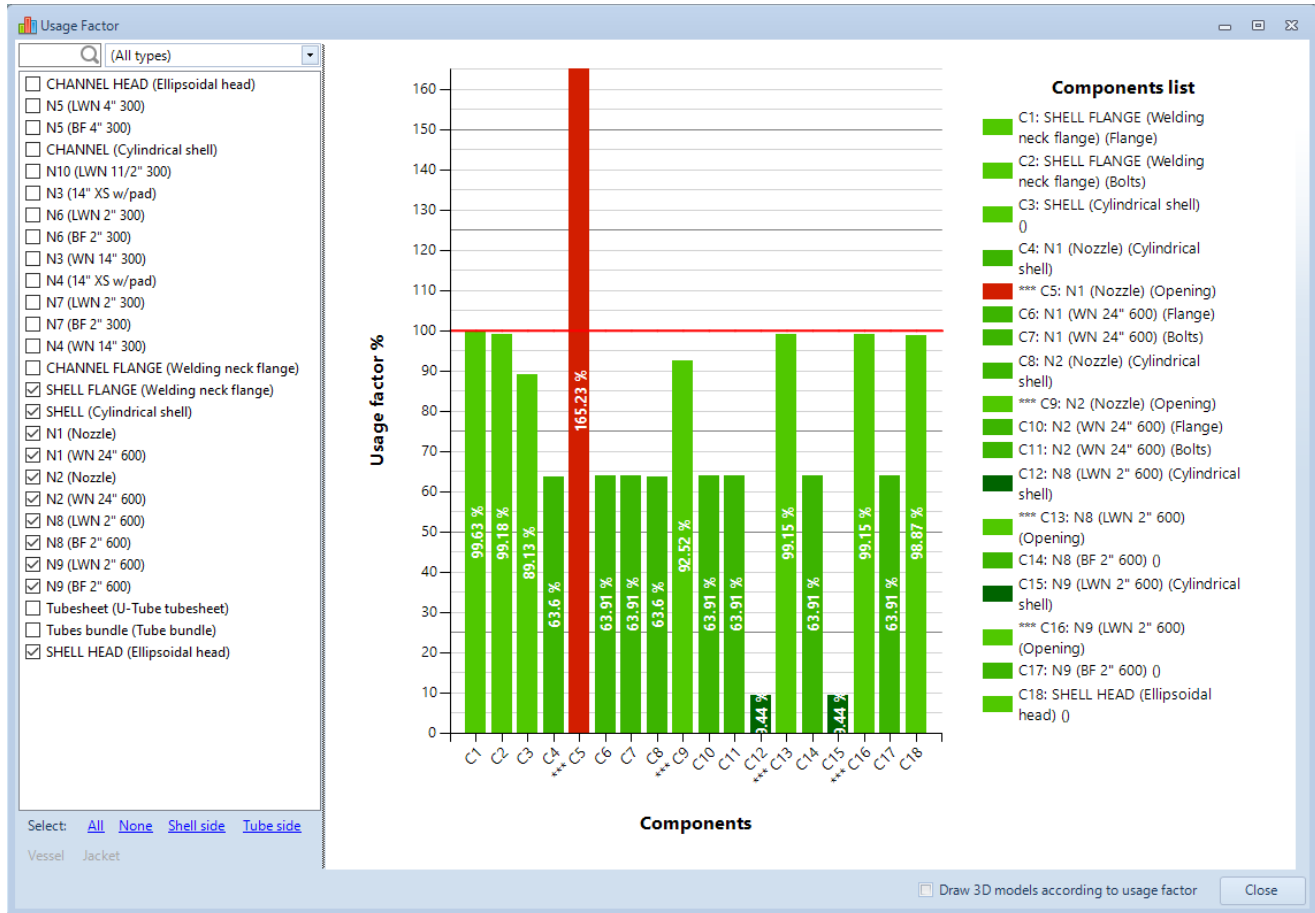 Usage Factor
(All types)
CHANNEL HEAD (Ellipsoidal head)
N5 (LWN 4" 300)
N5 (BF 4" 300)
CHANNEL (Cylindrical shell)
N10 (LWN 11/2" 300)
N3 (14" XS w/pad)
N6 (LWN 2" 300)
N6 (BF 2" 300)
N3 (WN 14" 300)
N4 (14" XS w/pad)
N7 (LWN 2" 300)
N7 (BF 2" 300)
N4 (WN 14" 300)
CHANNEL FLANGE (Welding neck flange)
SHELL FLANGE (Welding neck flange)
SHELL (Cylindrical shell)
N1 (Nozzle)
N1 (WN 24" 600)
N2 (Nozzle)
N2 (WN 24" 600)
N8 (LWN 2" 600)
N8 (BF 2" 600)
N9 (LWN 2" 600)
N9 (BF 2" 600)
Tubesheet (U-Tube tubesheet)
Tubes bundle (Tube bundle)
SHELL HEAD (Ellipsoidal head)
Select: All None Shell side Tube side
Vessel Jacket
Usage factor %
160
150
140
130
120
110
100
90
80
70
60
50
40
30
20
10
0
99.63 %
99.18 %
89.13 %
63.6 %
165.23 %
63.91 %
63.91 %
63.6 %
92.52 %
63.91 %
63.91 %
9.44 %
99.15 %
63.91 %
9.44 %
99.15 %
63.91 %
98.87 %
C1
C2
C3
C4
*** C5
C6
C7
C8
*** C9
C10
C11
C12
*** C13
C14
C15
*** C16
C17
C18
Components
Components list
C1: SHELL FLANGE (Welding
neck flange) (Flange)
C2: SHELL FLANGE (Welding
neck flange) (Bolts)
C3: SHELL (Cylindrical shell)
()
C4: N1 (Nozzle) (Cylindrical
shell)
*** C5: N1 (Nozzle) (Opening)
C6: N1 (WN 24" 600) (Flange)
C7: N1 (WN 24" 600) (Bolts)
C8: N2 (Nozzle) (Cylindrical
shell)
*** C9: N2 (Nozzle) (Opening)
C10: N2 (WN 24" 600) (Flange)
C11: N2 (WN 24" 600) (Bolts)
C12: N8 (LWN 2" 600) (Cylindrical
shell)
*** C13: N8 (LWN 2" 600)
(Opening)
C14: N8 (BF 2" 600) ()
C15: N9 (LWN 2" 600) (Cylindrical
shell)
*** C16: N9 (LWN 2" 600)
(Opening)
C17: N9 (BF 2" 600) ()
C18: SHELL HEAD (Ellipsoidal
head) ()
Draw 3D models according to usage factor
Close